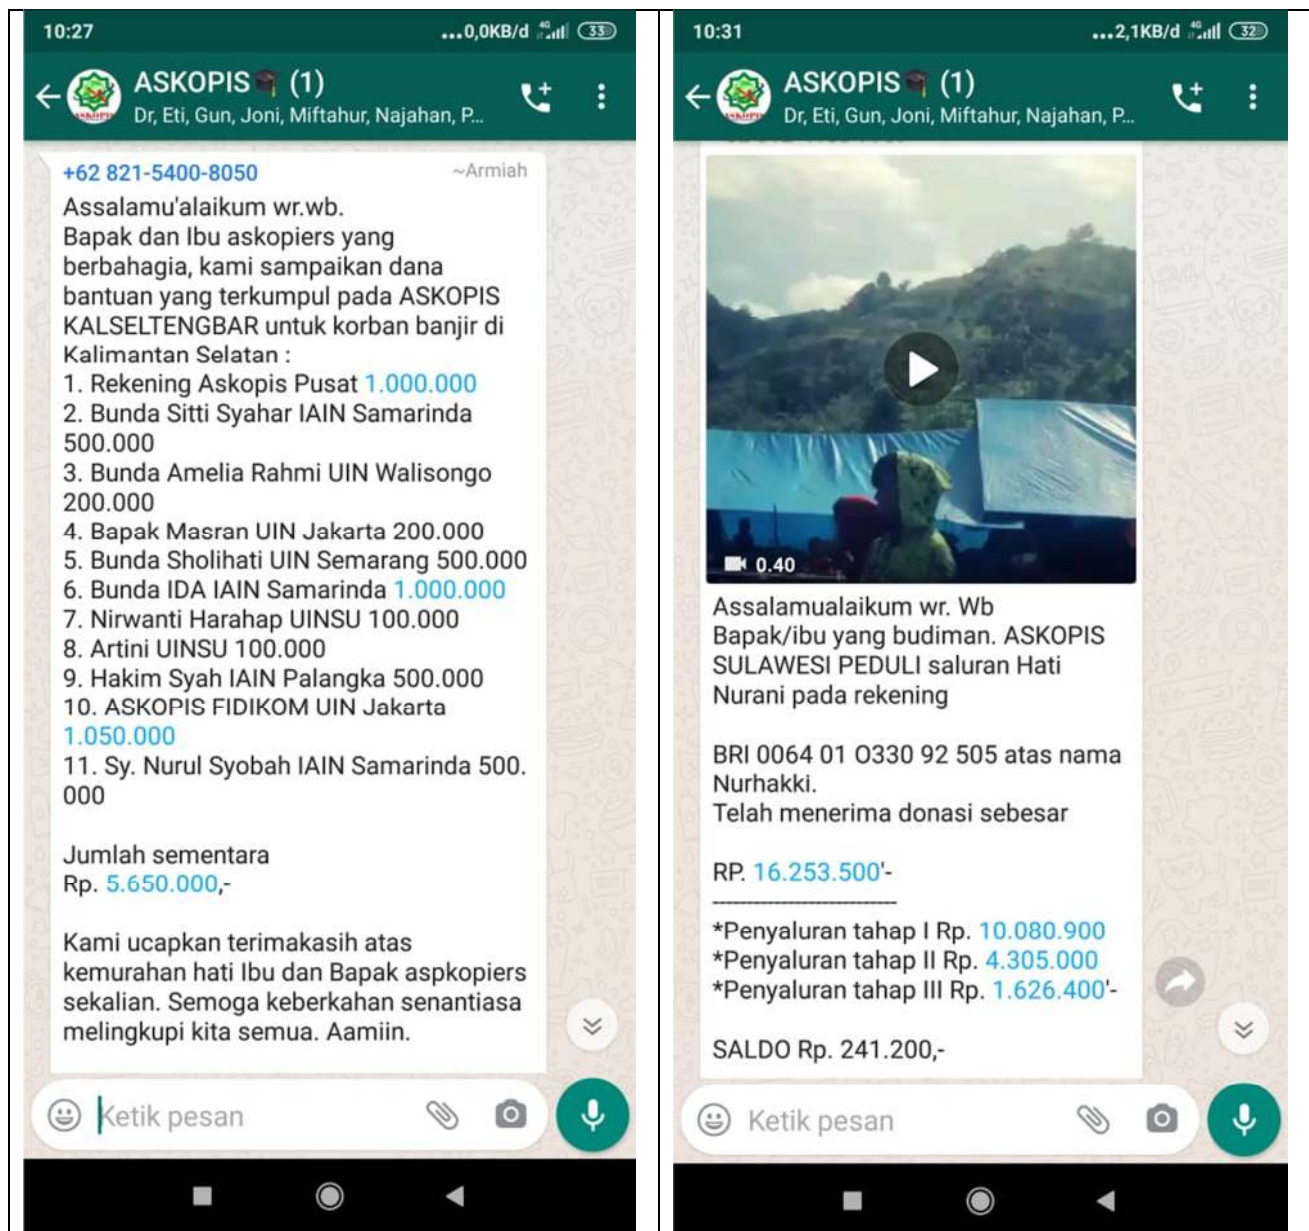 10:27
...0,0KB/d 4G 33
ASKOPIS🎓 (1)
Dr, Eti, Gun, Joni, Miftahur, Najahan, P...
+62 821-5400-8050 ~Armiah
Assalamu'alaikum wr.wb.
Bapak dan Ibu askopiers yang
berbahagia, kami sampaikan dana
bantuan yang terkumpul pada ASKOPIS
KALSELTENGBAR untuk korban banjir di
Kalimantan Selatan :
1. Rekening Askopis Pusat 1.000.000
2. Bunda Sitti Syahar IAIN Samarinda
500.000
3. Bunda Amelia Rahmi UIN Walisongo
200.000
4. Bapak Masran UIN Jakarta 200.000
5. Bunda Sholihati UIN Semarang 500.000
6. Bunda IDA IAIN Samarinda 1.000.000
7. Nirwanti Harahap UINSU 100.000
8. Artini UINSU 100.000
9. Hakim Syah IAIN Palangka 500.000
10. ASKOPIS FIDIKOM UIN Jakarta
1.050.000
11. Sy. Nurul Syobah IAIN Samarinda 500.
000
Jumlah sementara
Rp. 5.650.000,-
Kami ucapkan terimakasih atas
kemurahan hati Ibu dan Bapak aspkopiers
sekalian. Semoga keberkahan senantiasa
melingkupi kita semua. Aamiin.
Ketik pesan
10:31
...2,1KB/d 4G 32
ASKOPIS🎓 (1)
Dr, Eti, Gun, Joni, Miftahur, Najahan, P...
0.40
Assalamualaikum wr. Wb
Bapak/ibu yang budiman. ASKOPIS
SULAWESI PEDULI saluran Hati
Nurani pada rekening
BRI 0064 01 O330 92 505 atas nama
Nurhakki.
Telah menerima donasi sebesar
RP. 16.253.500'-
---------------------------
*Penyaluran tahap I Rp. 10.080.900
*Penyaluran tahap II Rp. 4.305.000
*Penyaluran tahap III Rp. 1.626.400'-
SALDO Rp. 241.200,-
Ketik pesan